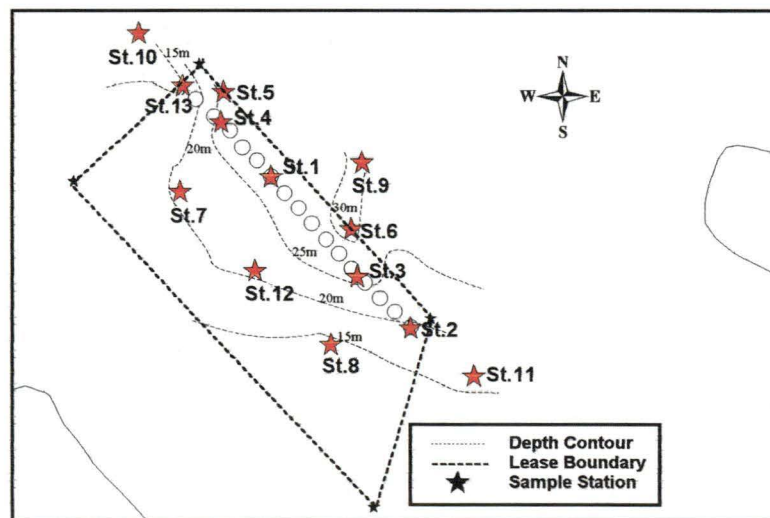 St.10
15m
N
W E
S
St.13
St.5
St.4
20m
St.1
St.9
St.7
30m
St.6
25m
St.3
St.12
20m
St.2
15m
St.8
St.11
Depth Contour
Lease Boundary
Sample Station